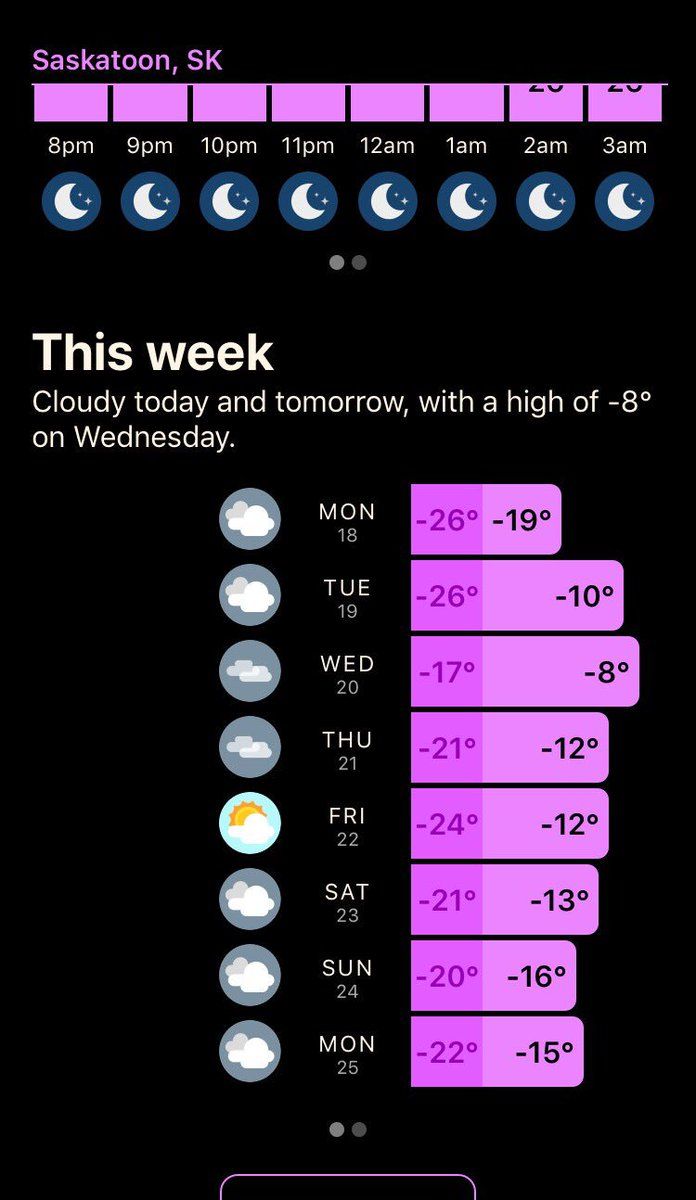 Saskatoon, SK
8pm 9pm 10pm 11pm 12am 1am 2am 3am
This week
Cloudy today and tomorrow, with a high of -8°
on Wednesday.
MON -26° -19°
18
TUE -26° -10°
19
WED -17° -8°
20
THU -21° -12°
21
FRI -24° -12°
22
SAT -21° -13°
23
SUN -20° -16°
24
MON -22° -15°
25